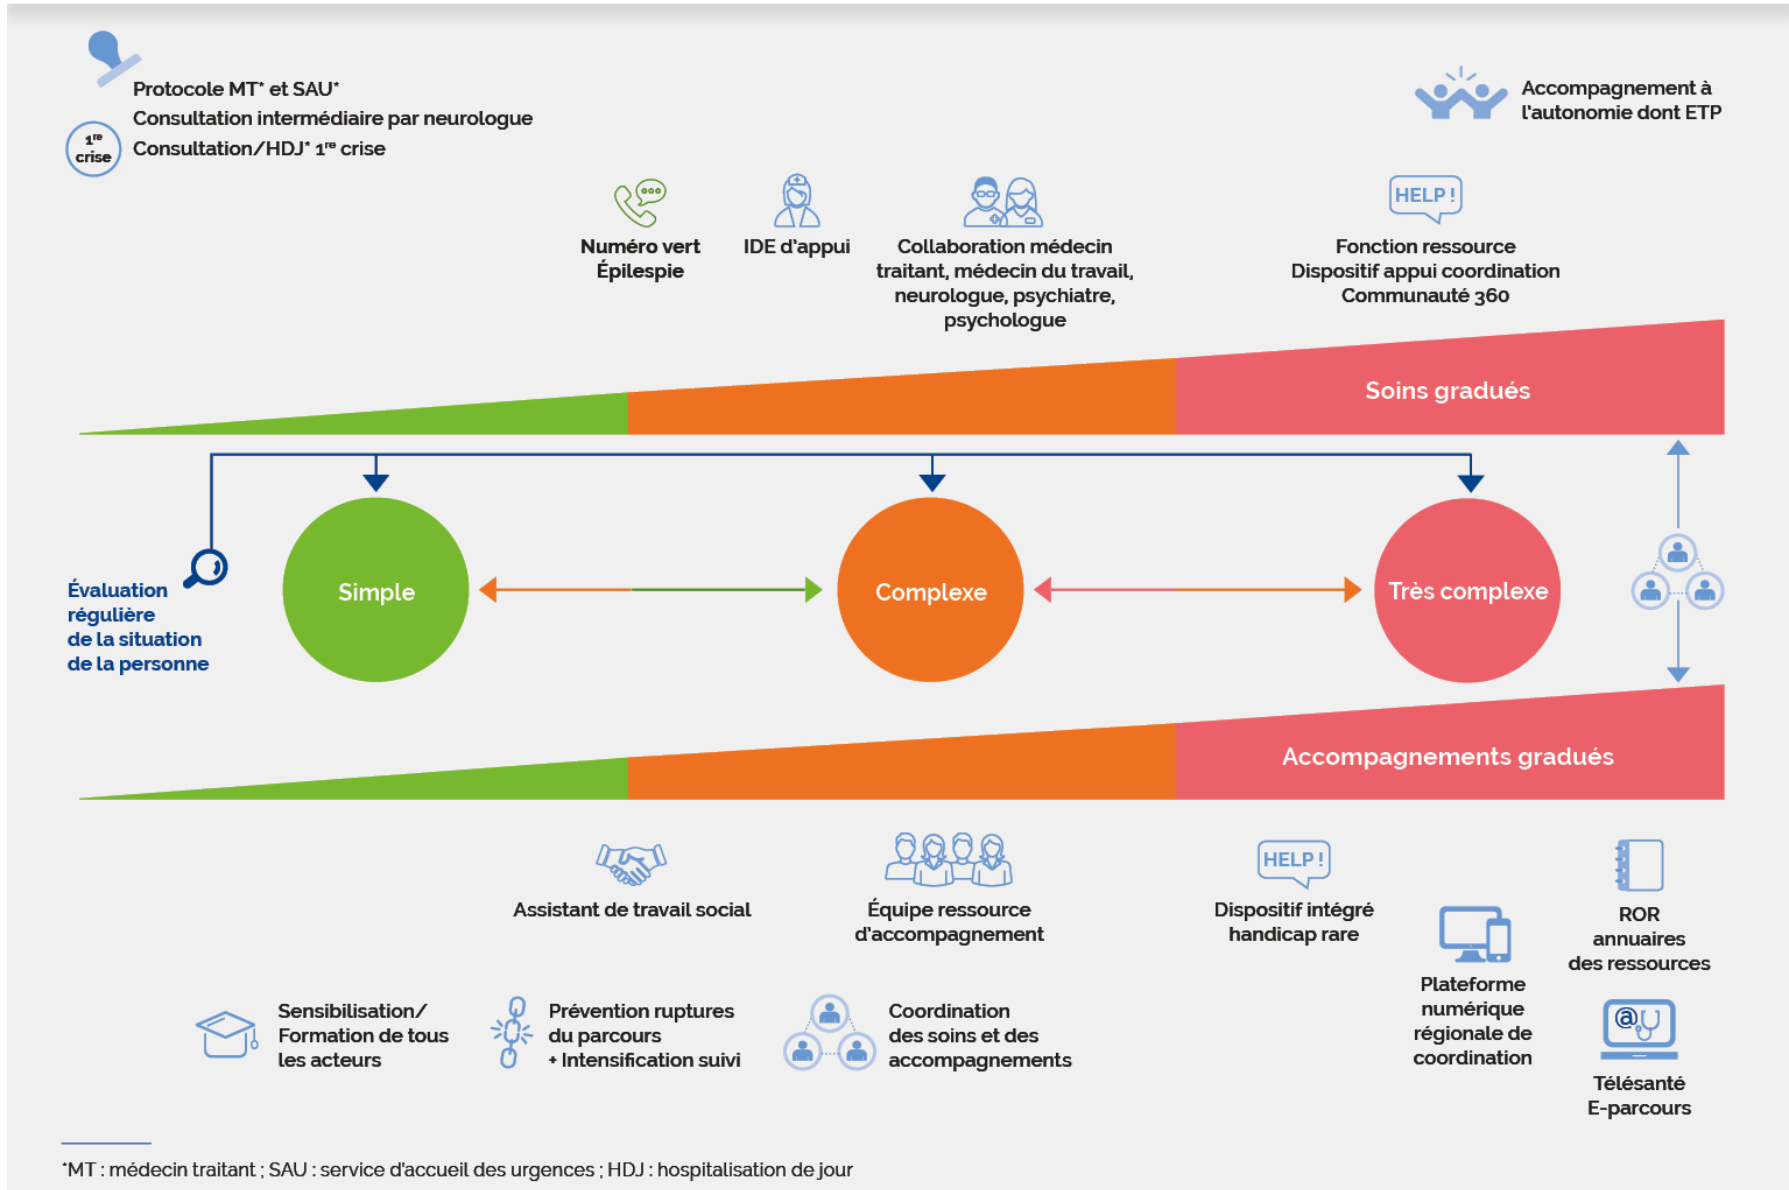 Protocole MT* et SAU*
Consultation intermédiaire par neurologue
1re
crise
Consultation/HDJ* 1re crise
Accompagnement à
l'autonomie dont ETP
Numéro vert
Épilespie
IDE d'appui
Collaboration médecin
traitant, médecin du travail,
neurologue, psychiatre,
psychologue
HELP !
Fonction ressource
Dispositif appui coordination
Communauté 360
Soins gradués
Évaluation
régulière
de la situation
de la personne
Simple
Complexe
Très complexe
Accompagnements gradués
Assistant de travail social
Équipe ressource
d'accompagnement
HELP !
Dispositif intégré
handicap rare
Plateforme
numérique
régionale de
coordination
ROR
annuaires
des ressources
Sensibilisation/
Formation de tous
les acteurs
Prévention ruptures
du parcours
+ Intensification suivi
Coordination
des soins et des
accompagnements
@
Télésanté
E-parcours
*MT : médecin traitant ; SAU : service d'accueil des urgences ; HDJ : hospitalisation de jour